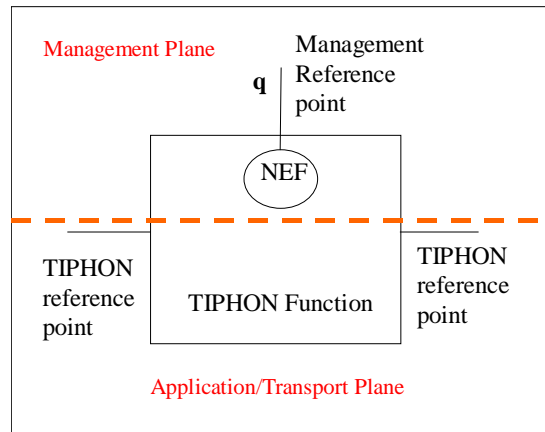 Management Plane
Management
Reference
point
q
NEF
TIPHON
reference
point
TIPHON Function
TIPHON
reference
point
Application/Transport Plane